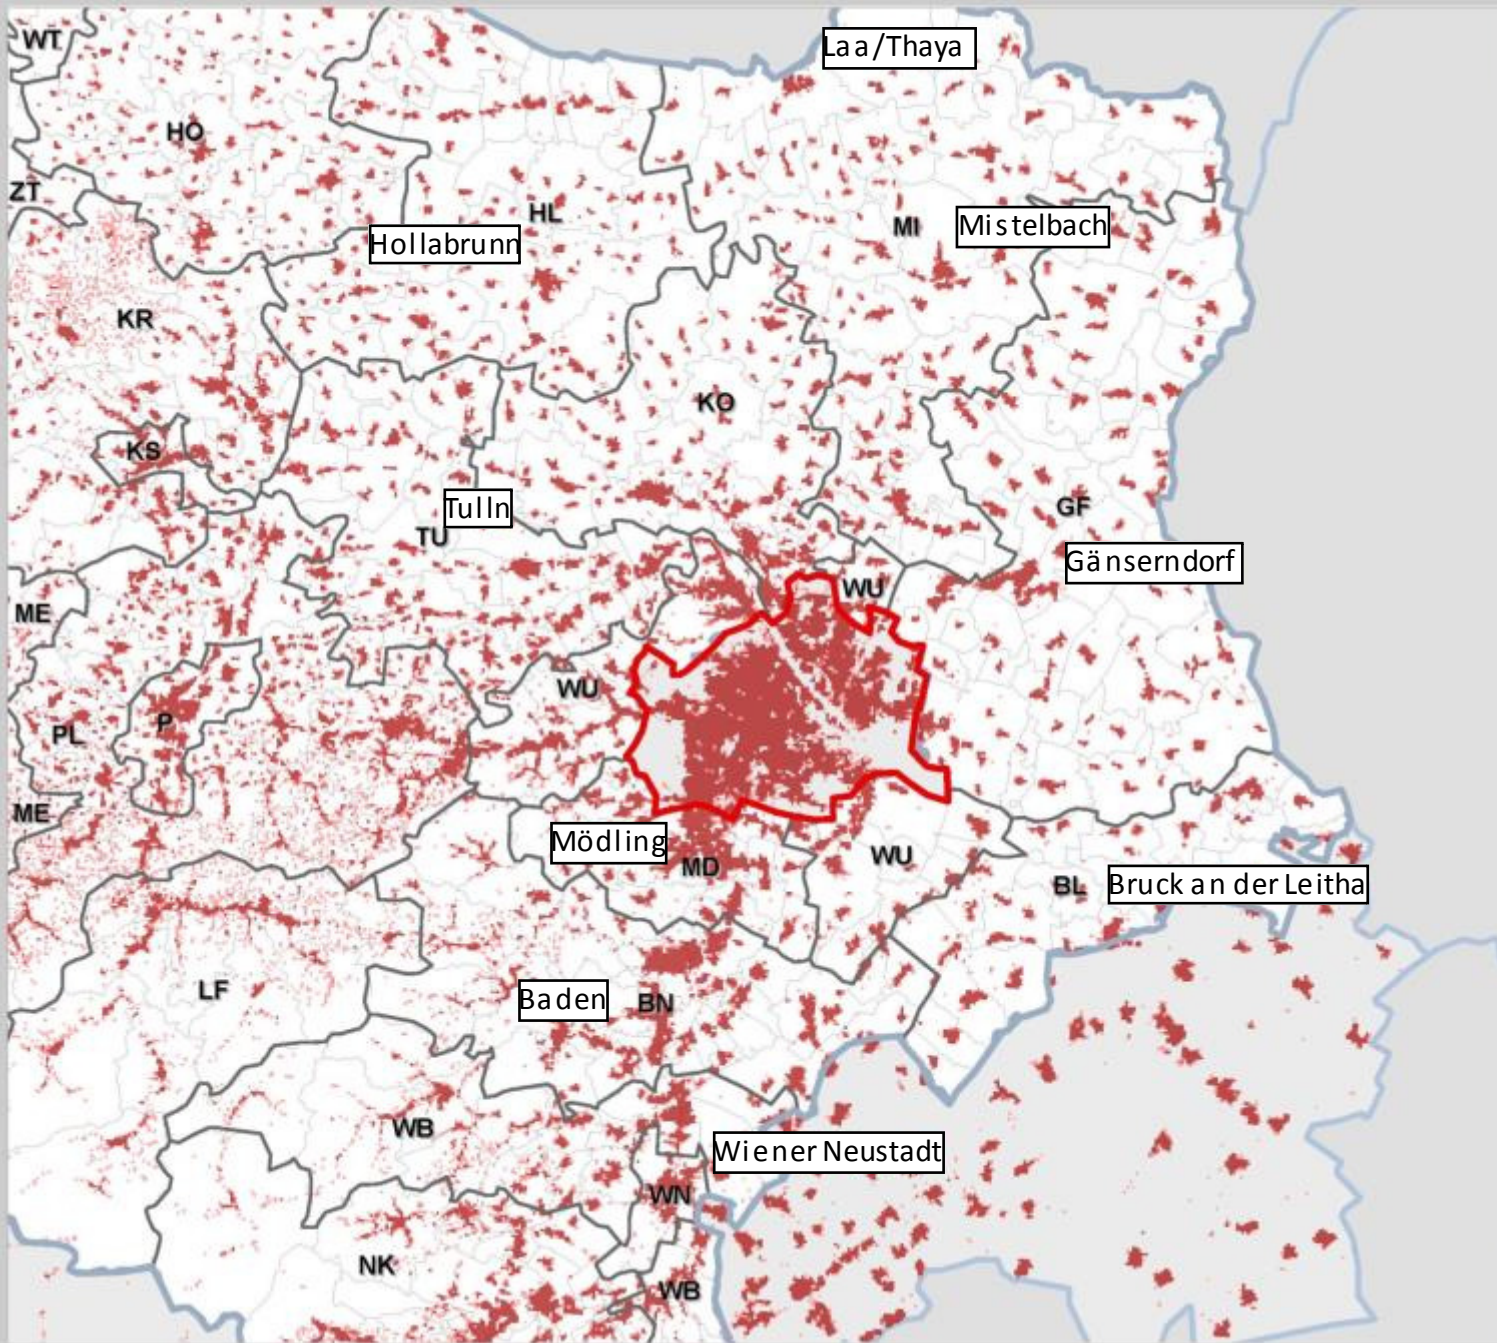 WT
Laa/Thaya
HO
ZT
HL
MI
Mistelbach
Hollabrunn
KR
KO
KS
Tulln
GF
TU
Gänserndorf
WU
ME
WU
P
PL
ME
Mödling
MD
WU
BL
Bruck an der Leitha
LF
Baden
BN
WB
Wiener Neustadt
WN
NK
WB